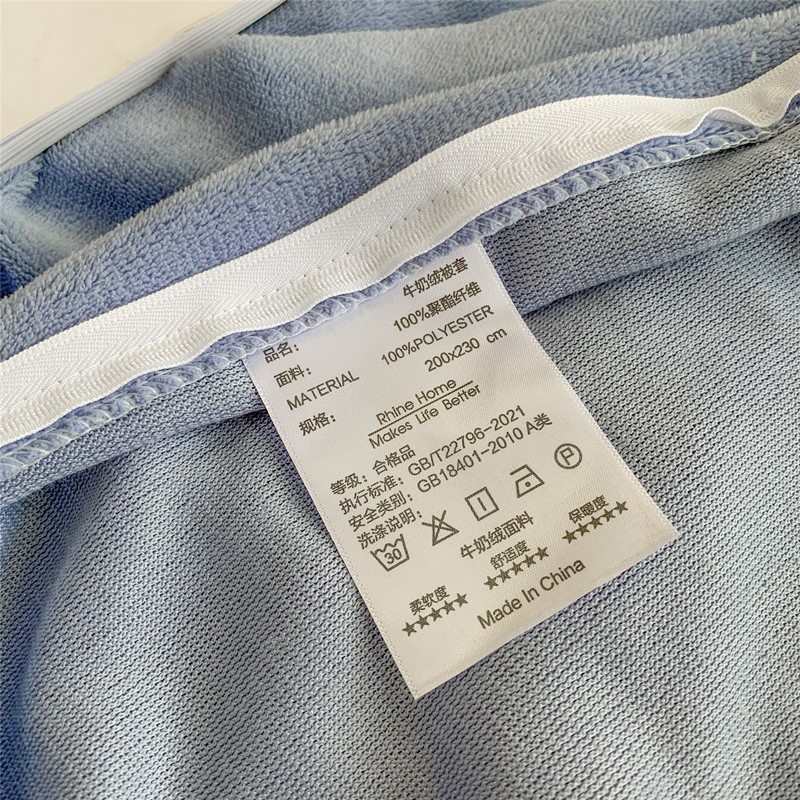 品名: 牛奶绒被套
面料: 100%聚酯纤维
MATERIAL 100%POLYESTER
规格: 200x230 cm
Rhine Home
Makes Life Better
等级: 合格品
执行标准: GB/T22796-2021
安全类别: GB18401-2010 A类
洗涤说明:
30 P
牛奶绒面料
柔软度 舒适度 保暖度
★★★★★ ★★★★★ ★★★★★
Made In China